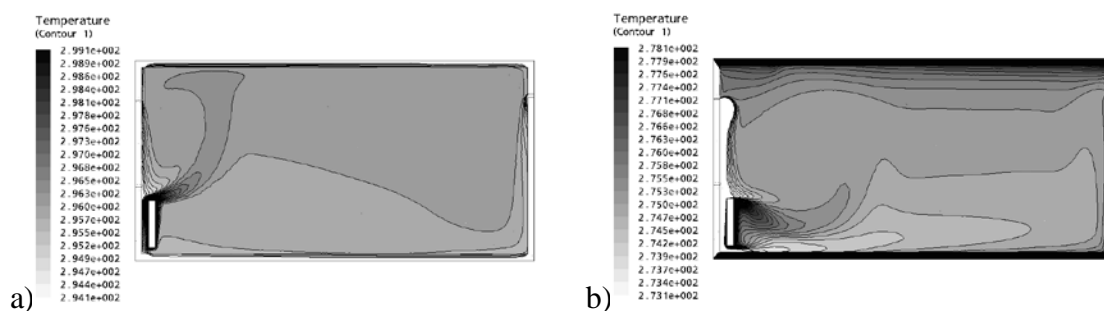 Temperature
(Contour 1)
2.991e+002
2.989e+002
2.986e+002
2.984e+002
2.981e+002
2.978e+002
2.976e+002
2.973e+002
2.970e+002
2.968e+002
2.965e+002
2.963e+002
2.960e+002
2.957e+002
2.955e+002
2.952e+002
2.949e+002
2.947e+002
2.944e+002
2.941e+002
a)
Temperature
(Contour 1)
2.781e+002
2.779e+002
2.776e+002
2.774e+002
2.771e+002
2.768e+002
2.766e+002
2.763e+002
2.760e+002
2.758e+002
2.755e+002
2.753e+002
2.750e+002
2.747e+002
2.745e+002
2.742e+002
2.739e+002
2.737e+002
2.734e+002
2.731e+002
b)